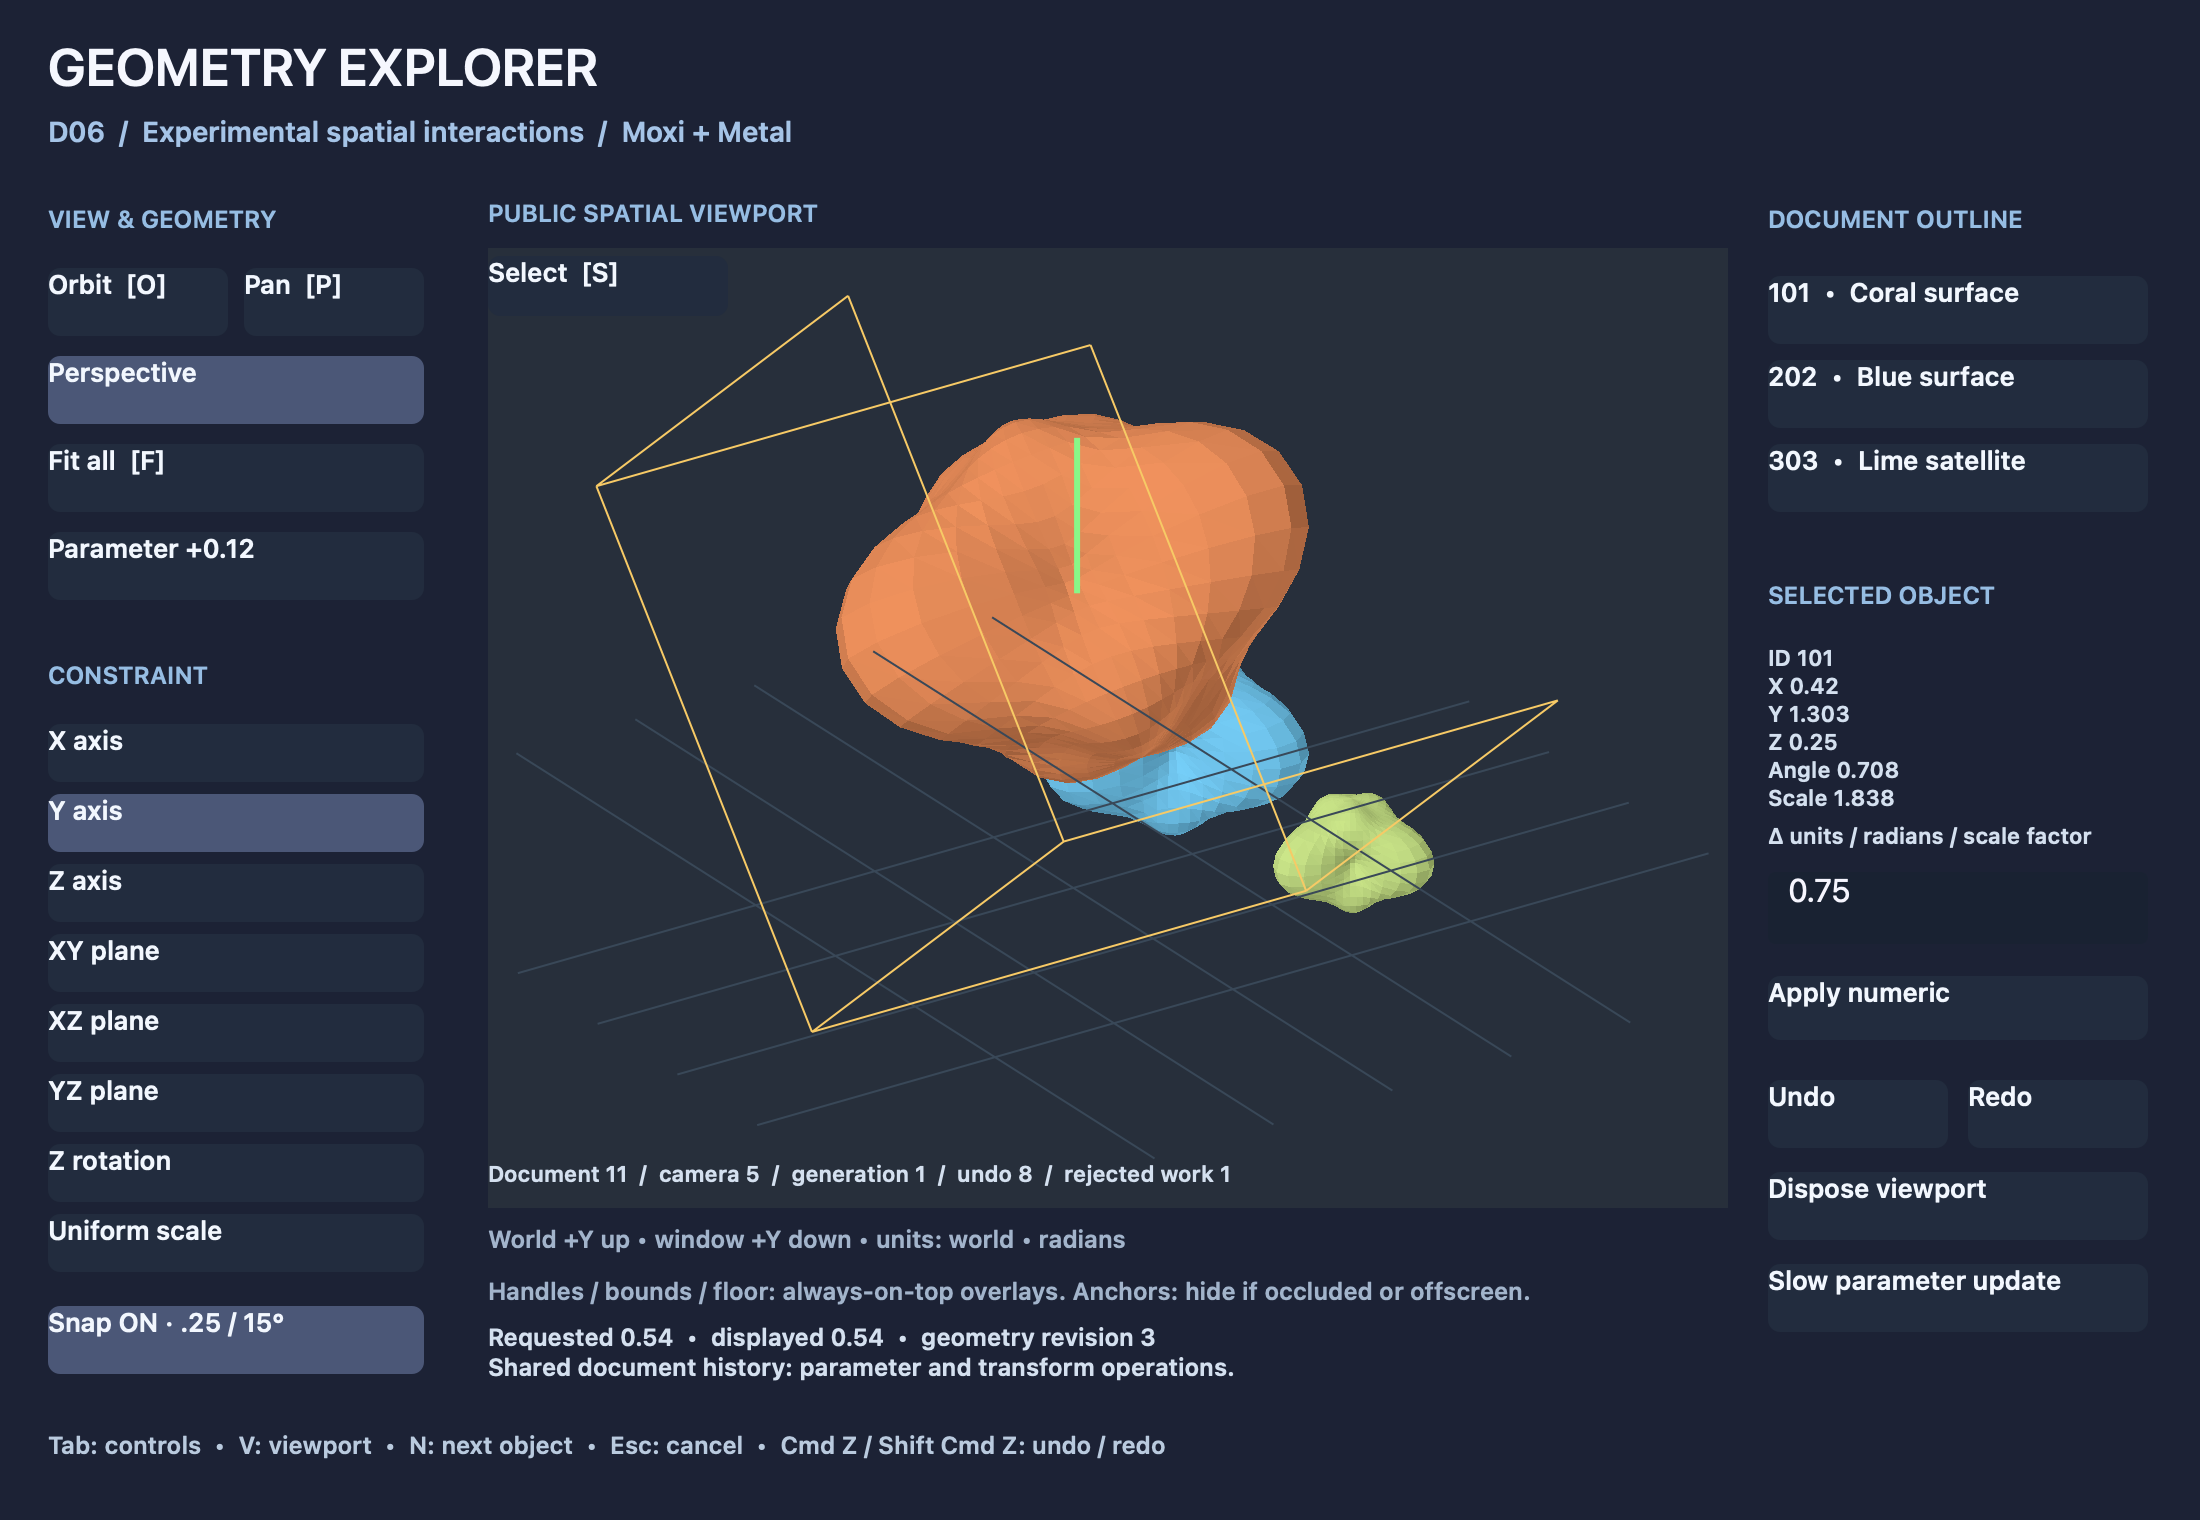 GEOMETRY EXPLORER
D06 / Experimental spatial interactions / Moxi + Metal
VIEW & GEOMETRY
Orbit [O]
Pan [P]
Perspective
Fit all [F]
Parameter +0.12
CONSTRAINT
X axis
Y axis
Z axis
XY plane
XZ plane
YZ plane
Z rotation
Uniform scale
Snap ON · .25 / 15°
PUBLIC SPATIAL VIEWPORT
Select [S]
Document 11 / camera 5 / generation 1 / undo 8 / rejected work 1
World +Y up • window +Y down • units: world • radians
Handles / bounds / floor: always-on-top overlays. Anchors: hide if occluded or offscreen.
Requested 0.54 • displayed 0.54 • geometry revision 3
Shared document history: parameter and transform operations.
DOCUMENT OUTLINE
101 • Coral surface
202 • Blue surface
303 • Lime satellite
SELECTED OBJECT
ID 101
X 0.42
Y 1.303
Z 0.25
Angle 0.708
Scale 1.838
Δ units / radians / scale factor
0.75
Apply numeric
Undo
Redo
Dispose viewport
Slow parameter update
Tab: controls • V: viewport • N: next object • Esc: cancel • Cmd Z / Shift Cmd Z: undo / redo